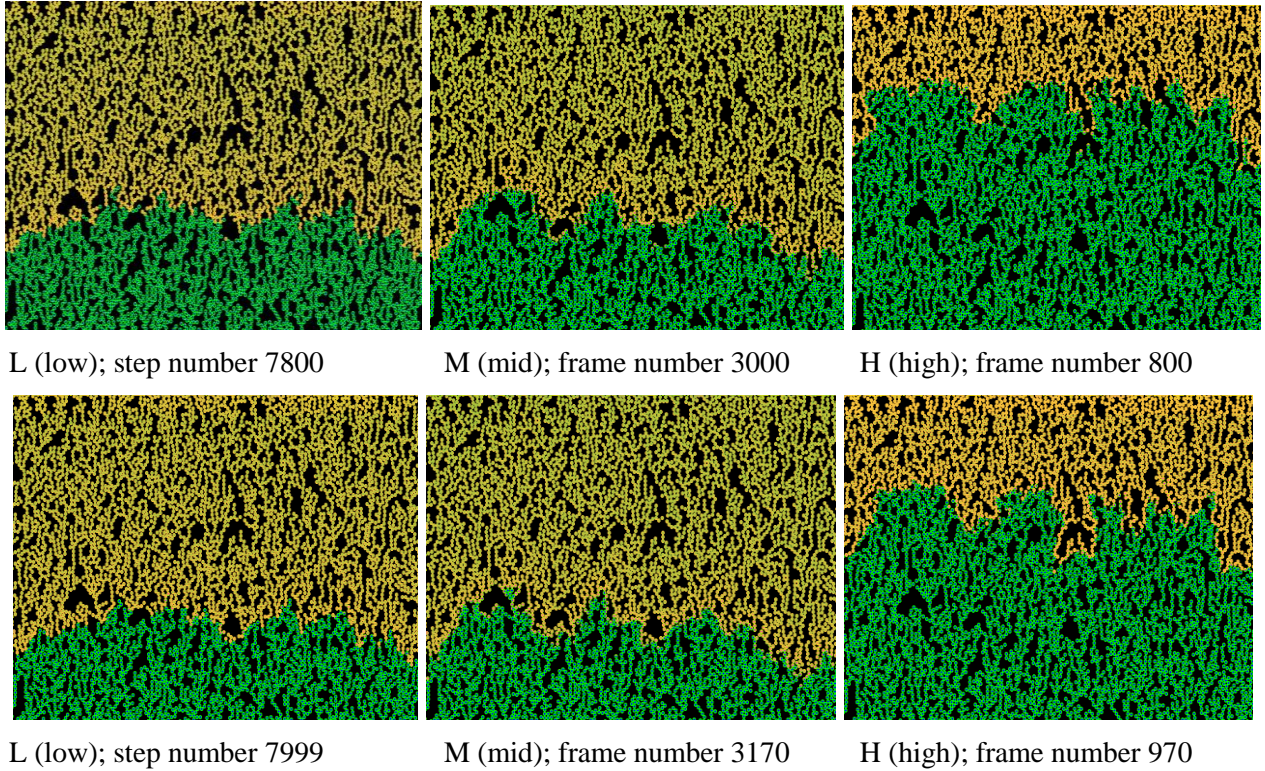 L (low); step number 7800
M (mid); frame number 3000
H (high); frame number 800
L (low); step number 7999
M (mid); frame number 3170
H (high); frame number 970